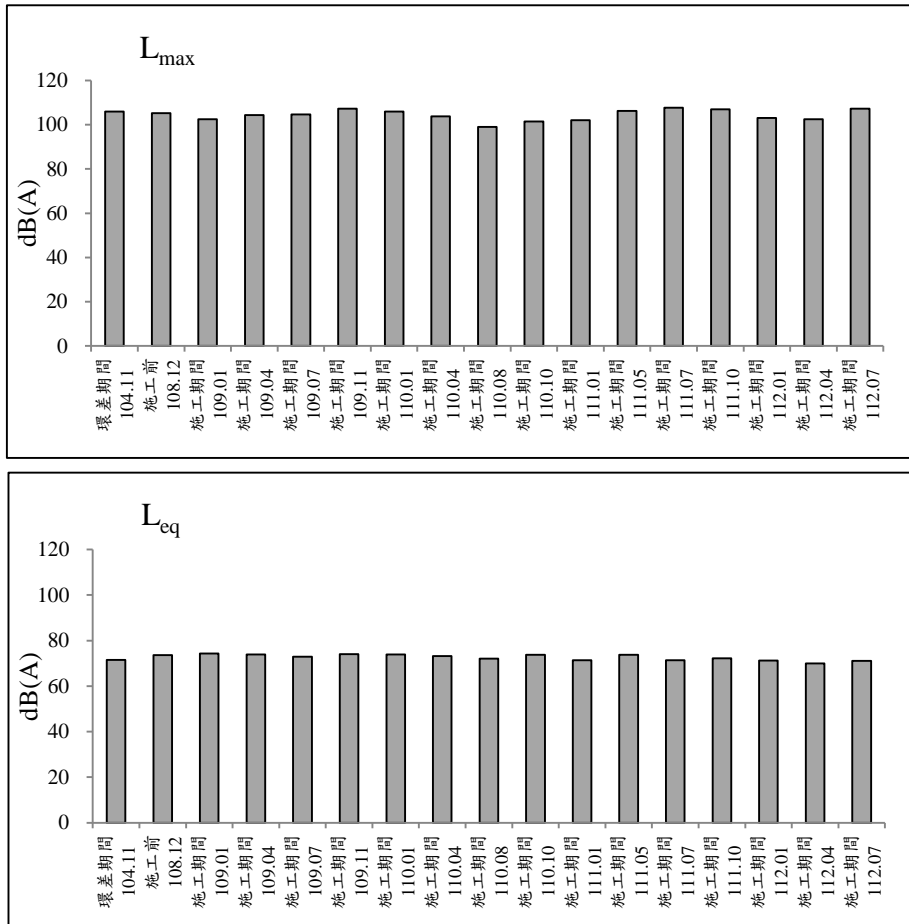 Lmax
120
100
80
60
40
20
0
dB(A)
環差期間
104.11
施工前
108.12
施工期間
109.01
施工期間
109.04
施工期間
109.07
施工期間
109.11
施工期間
110.01
施工期間
110.04
施工期間
110.08
施工期間
110.10
施工期間
111.01
施工期間
111.05
施工期間
111.07
施工期間
111.10
施工期間
112.01
施工期間
112.04
施工期間
112.07
Leq
120
100
80
60
40
20
0
dB(A)
環差期間
104.11
施工前
108.12
施工期間
109.01
施工期間
109.04
施工期間
109.07
施工期間
109.11
施工期間
110.01
施工期間
110.04
施工期間
110.08
施工期間
110.10
施工期間
111.01
施工期間
111.05
施工期間
111.07
施工期間
111.10
施工期間
112.01
施工期間
112.04
施工期間
112.07